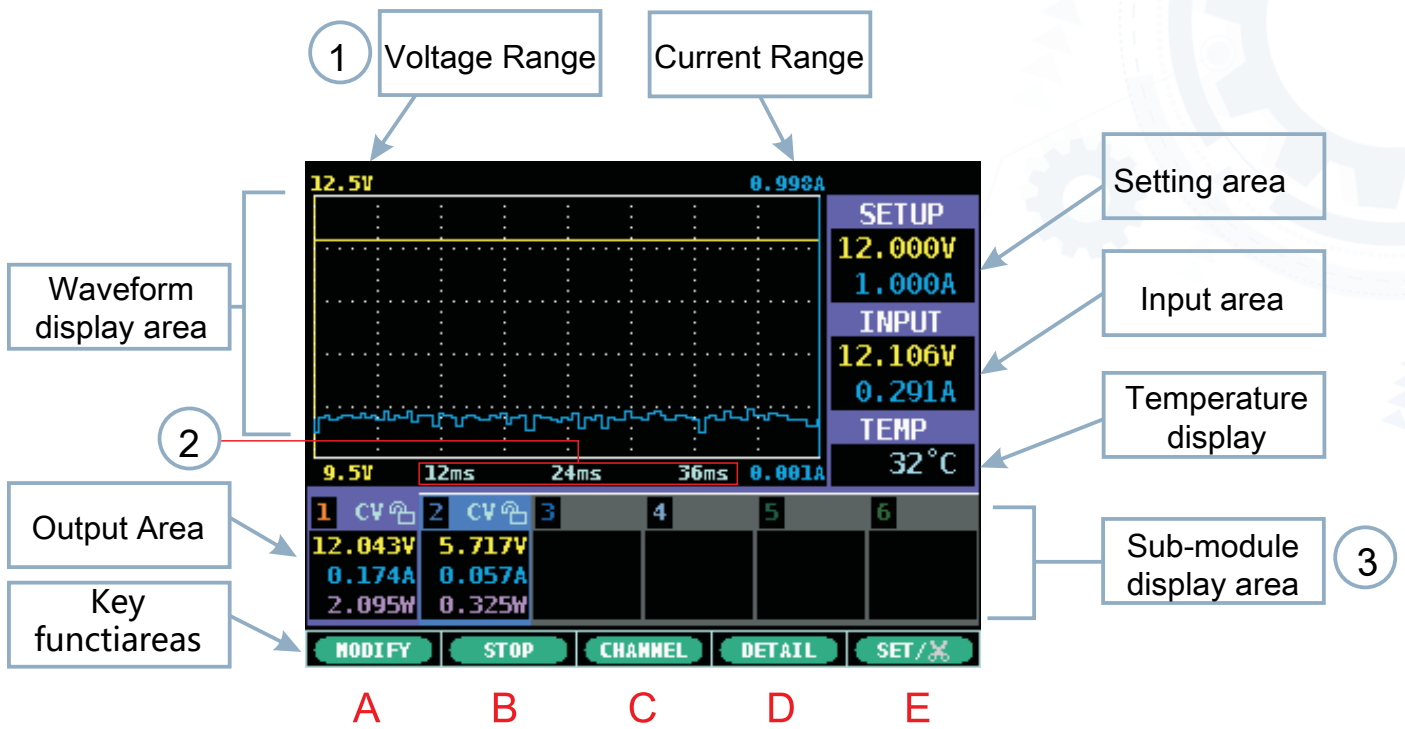 1
Voltage Range
Current Range
12.5V
0.998A
SETUP
12.000V
1.000A
INPUT
12.106V
0.291A
TEMP
32°C
9.5V
12ms
24ms
36ms
0.001A
Waveform
display area
2
Setting area
Input area
Temperature
display
Output Area
1 CV
12.043V
0.174A
2.095W
2 CV
5.717V
0.057A
0.325W
3
4
5
6
Sub-module
display area
3
Key
functiareas
MODIFY
STOP
CHANNEL
DETAIL
SET/
A
B
C
D
E